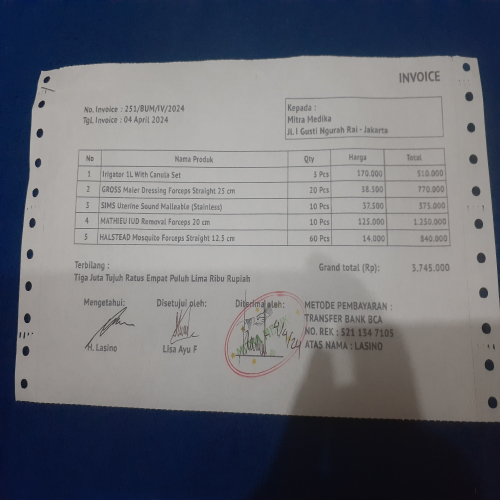 INVOICE
No. Invoice : 251/BUM/IV/2024
Tgl. Invoice : 04 April 2024
Kepada :
Mitra Medika
Jl. I Gusti Ngurah Rai - Jakarta
No Nama Produk Qty Harga Total
1 Irigator 1L With Canula Set 3 Pcs 170.000 510.000
2 GROSS Maier Dressing Forceps Straight 25 cm 20 Pcs 38.500 770.000
3 SIMS Uterine Sound Malleable (Stainless) 10 Pcs 37.500 375.000
4 MATHIEU IUD Removal Forceps 20 cm 10 Pcs 125.000 1.250.000
5 HALSTEAD Mosquito Forceps Straight 12.5 cm 60 Pcs 14.000 840.000
Terbilang : Grand total (Rp): 3.745.000
Tiga Juta Tujuh Ratus Empat Puluh Lima Ribu Rupiah
Mengetahui: Disetujui oleh: Diterima oleh:
H. Lasino Lisa Ayu F
9/4/24
METODE PEMBAYARAN :
TRANSFER BANK BCA
NO. REK : 521 134 7105
ATAS NAMA : LASINO